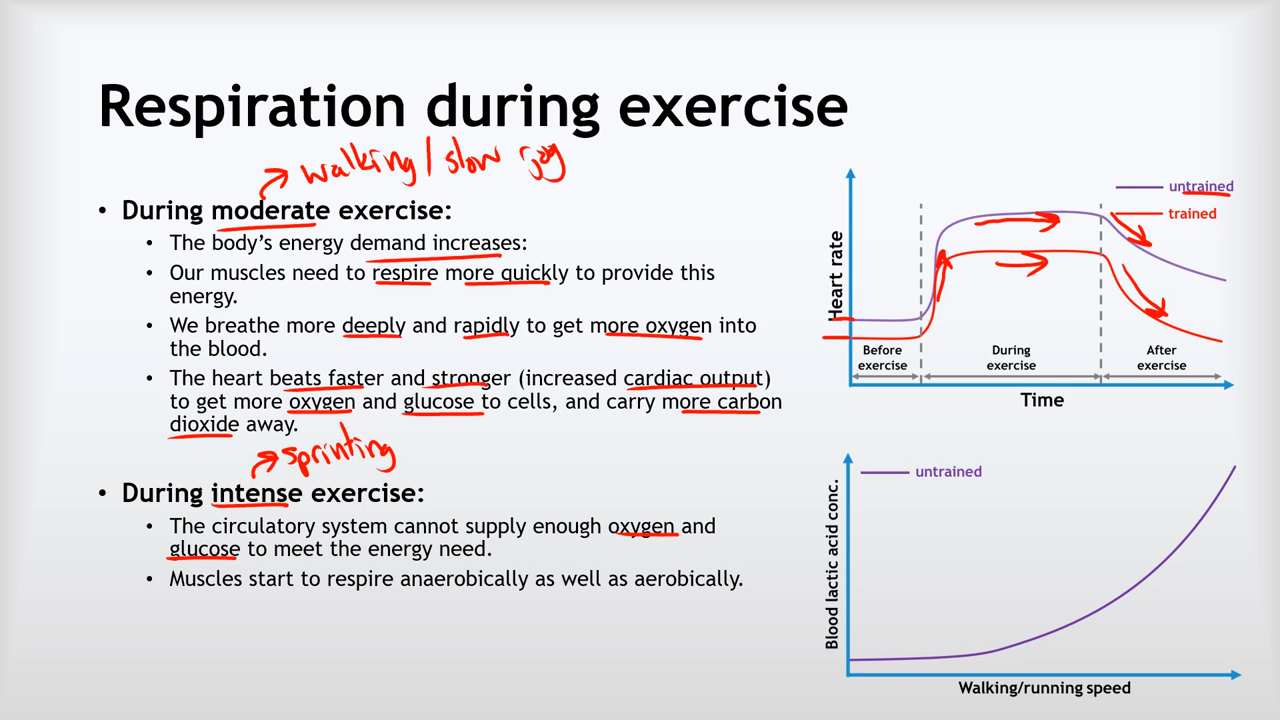 Respiration during exercise
walking / slow jog
• During moderate exercise:
• The body's energy demand increases:
• Our muscles need to respire more quickly to provide this
energy.
• We breathe more deeply and rapidly to get more oxygen into
the blood.
• The heart beats faster and stronger (increased cardiac output)
to get more oxygen and glucose to cells, and carry more carbon
dioxide away.
sprinting
• During intense exercise:
• The circulatory system cannot supply enough oxygen and
glucose to meet the energy need.
• Muscles start to respire anaerobically as well as aerobically.
untrained
trained
Heart rate
Before
exercise
During
exercise
After
exercise
Time
untrained
Blood lactic acid conc.
Walking/running speed